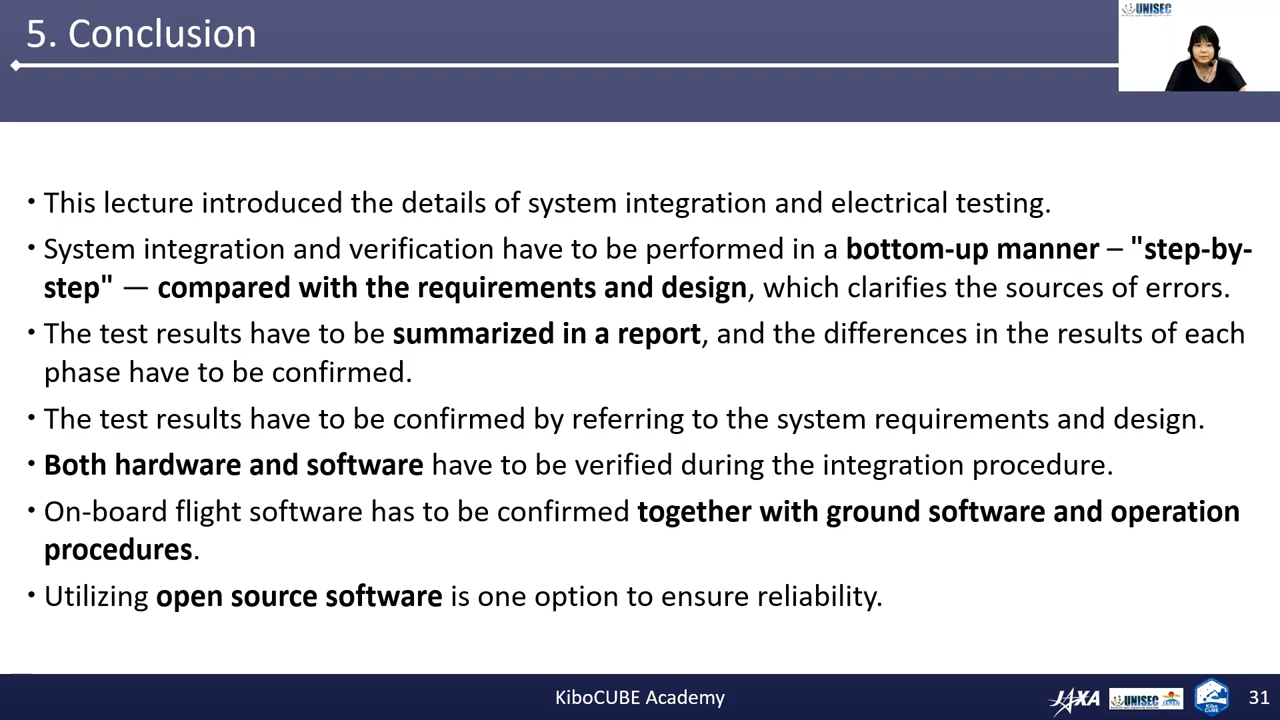 5. Conclusion
UNISEC
• This lecture introduced the details of system integration and electrical testing.
• System integration and verification have to be performed in a bottom-up manner – "step-by-
step" — compared with the requirements and design, which clarifies the sources of errors.
• The test results have to be summarized in a report, and the differences in the results of each
phase have to be confirmed.
• The test results have to be confirmed by referring to the system requirements and design.
• Both hardware and software have to be verified during the integration procedure.
• On-board flight software has to be confirmed together with ground software and operation
procedures.
• Utilizing open source software is one option to ensure reliability.
KiboCUBE Academy
JAXA
UNISEC
JAPAN
Kibo
CUBE
31